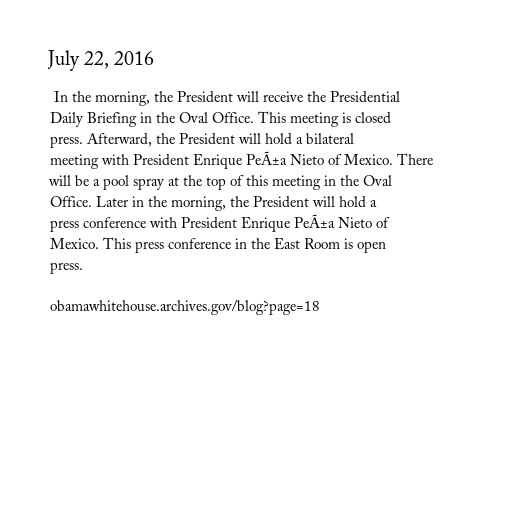 July 22, 2016
In the morning, the President will receive the Presidential
Daily Briefing in the Oval Office. This meeting is closed
press. Afterward, the President will hold a bilateral
meeting with President Enrique PeÃ±a Nieto of Mexico. There
will be a pool spray at the top of this meeting in the Oval
Office. Later in the morning, the President will hold a
press conference with President Enrique PeÃ±a Nieto of
Mexico. This press conference in the East Room is open
press.
obamawhitehouse.archives.gov/blog?page=18